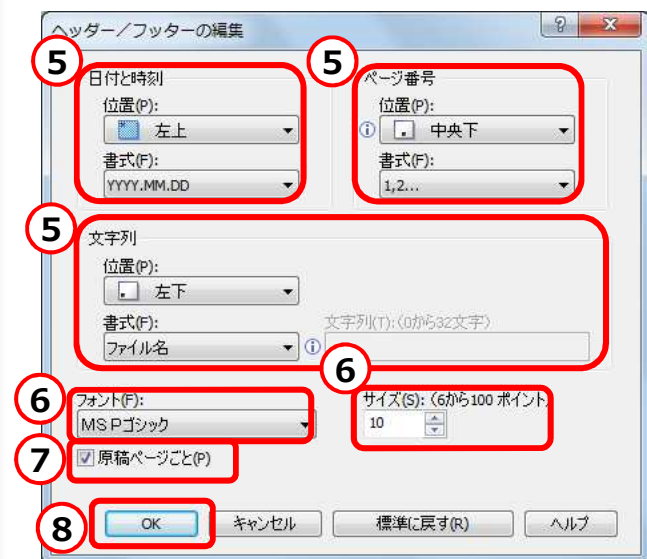 ヘッダー／フッターの編集
⑤ ⑤
日付と時刻
位置(P):
左上
書式(F):
YYYY.MM.DD
ページ番号
位置(P):
中央下
書式(F):
1,2...
⑤
文字列
位置(P):
左下
書式(F):
ファイル名
文字列(T):(0から32文字)
⑥ ⑥
フォント(F):
ＭＳ Ｐゴシック
サイズ(S): (6から100 ポイント)
10
⑦
原稿ページごと(P)
⑧
OK キャンセル 標準に戻す(R) ヘルプ